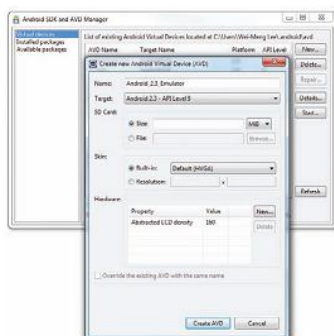 Android SDK and AVD Manager
Virtual devices
Installed packages
Available packages
List of existing Android Virtual Devices located at C:\Users\Wei-Meng Lee\.android\avd
AVD Name Target Name Platform API Level
New...
Delete...
Repair...
Details...
Start...
Refresh
Create new Android Virtual Device (AVD)
Name: Android_2.3_Emulator
Target: Android 2.3 - API Level 9
SD Card:
Size: MiB
File: Browse...
Skin:
Built-in: Default (HVGA)
Resolution: x
Hardware:
Property Value New...
Abstracted LCD density 160 Delete
Override the existing AVD with the same name
Create AVD Cancel